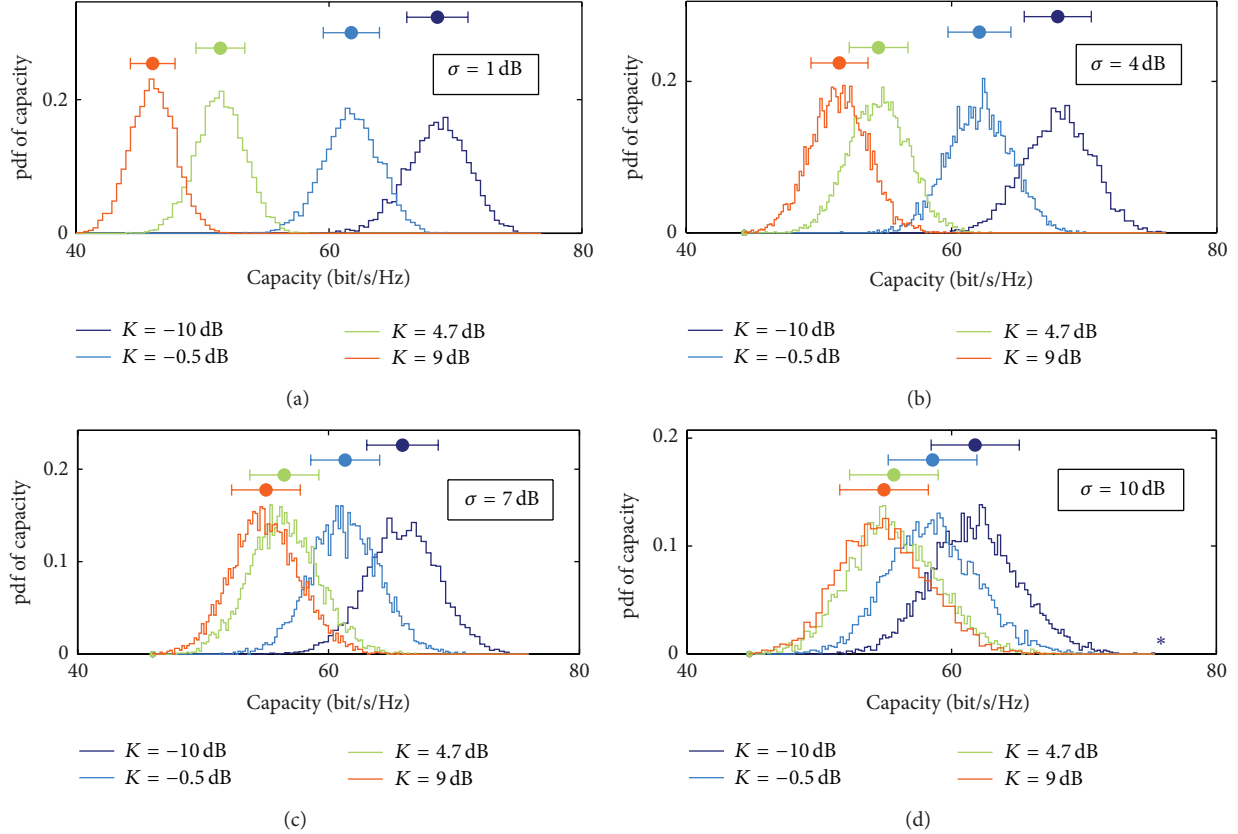 pdf of capacity
0.2
0
σ = 1 dB
40
60
80
Capacity (bit/s/Hz)
K = −10 dB
K = −0.5 dB
K = 4.7 dB
K = 9 dB
(a)
pdf of capacity
0.2
0
σ = 4 dB
40
60
80
Capacity (bit/s/Hz)
K = −10 dB
K = −0.5 dB
K = 4.7 dB
K = 9 dB
(b)
pdf of capacity
0.2
0.1
0
σ = 7 dB
40
60
80
Capacity (bit/s/Hz)
K = −10 dB
K = −0.5 dB
K = 4.7 dB
K = 9 dB
(c)
pdf of capacity
0.2
0.1
0
σ = 10 dB
*
40
60
80
Capacity (bit/s/Hz)
K = −10 dB
K = −0.5 dB
K = 4.7 dB
K = 9 dB
(d)